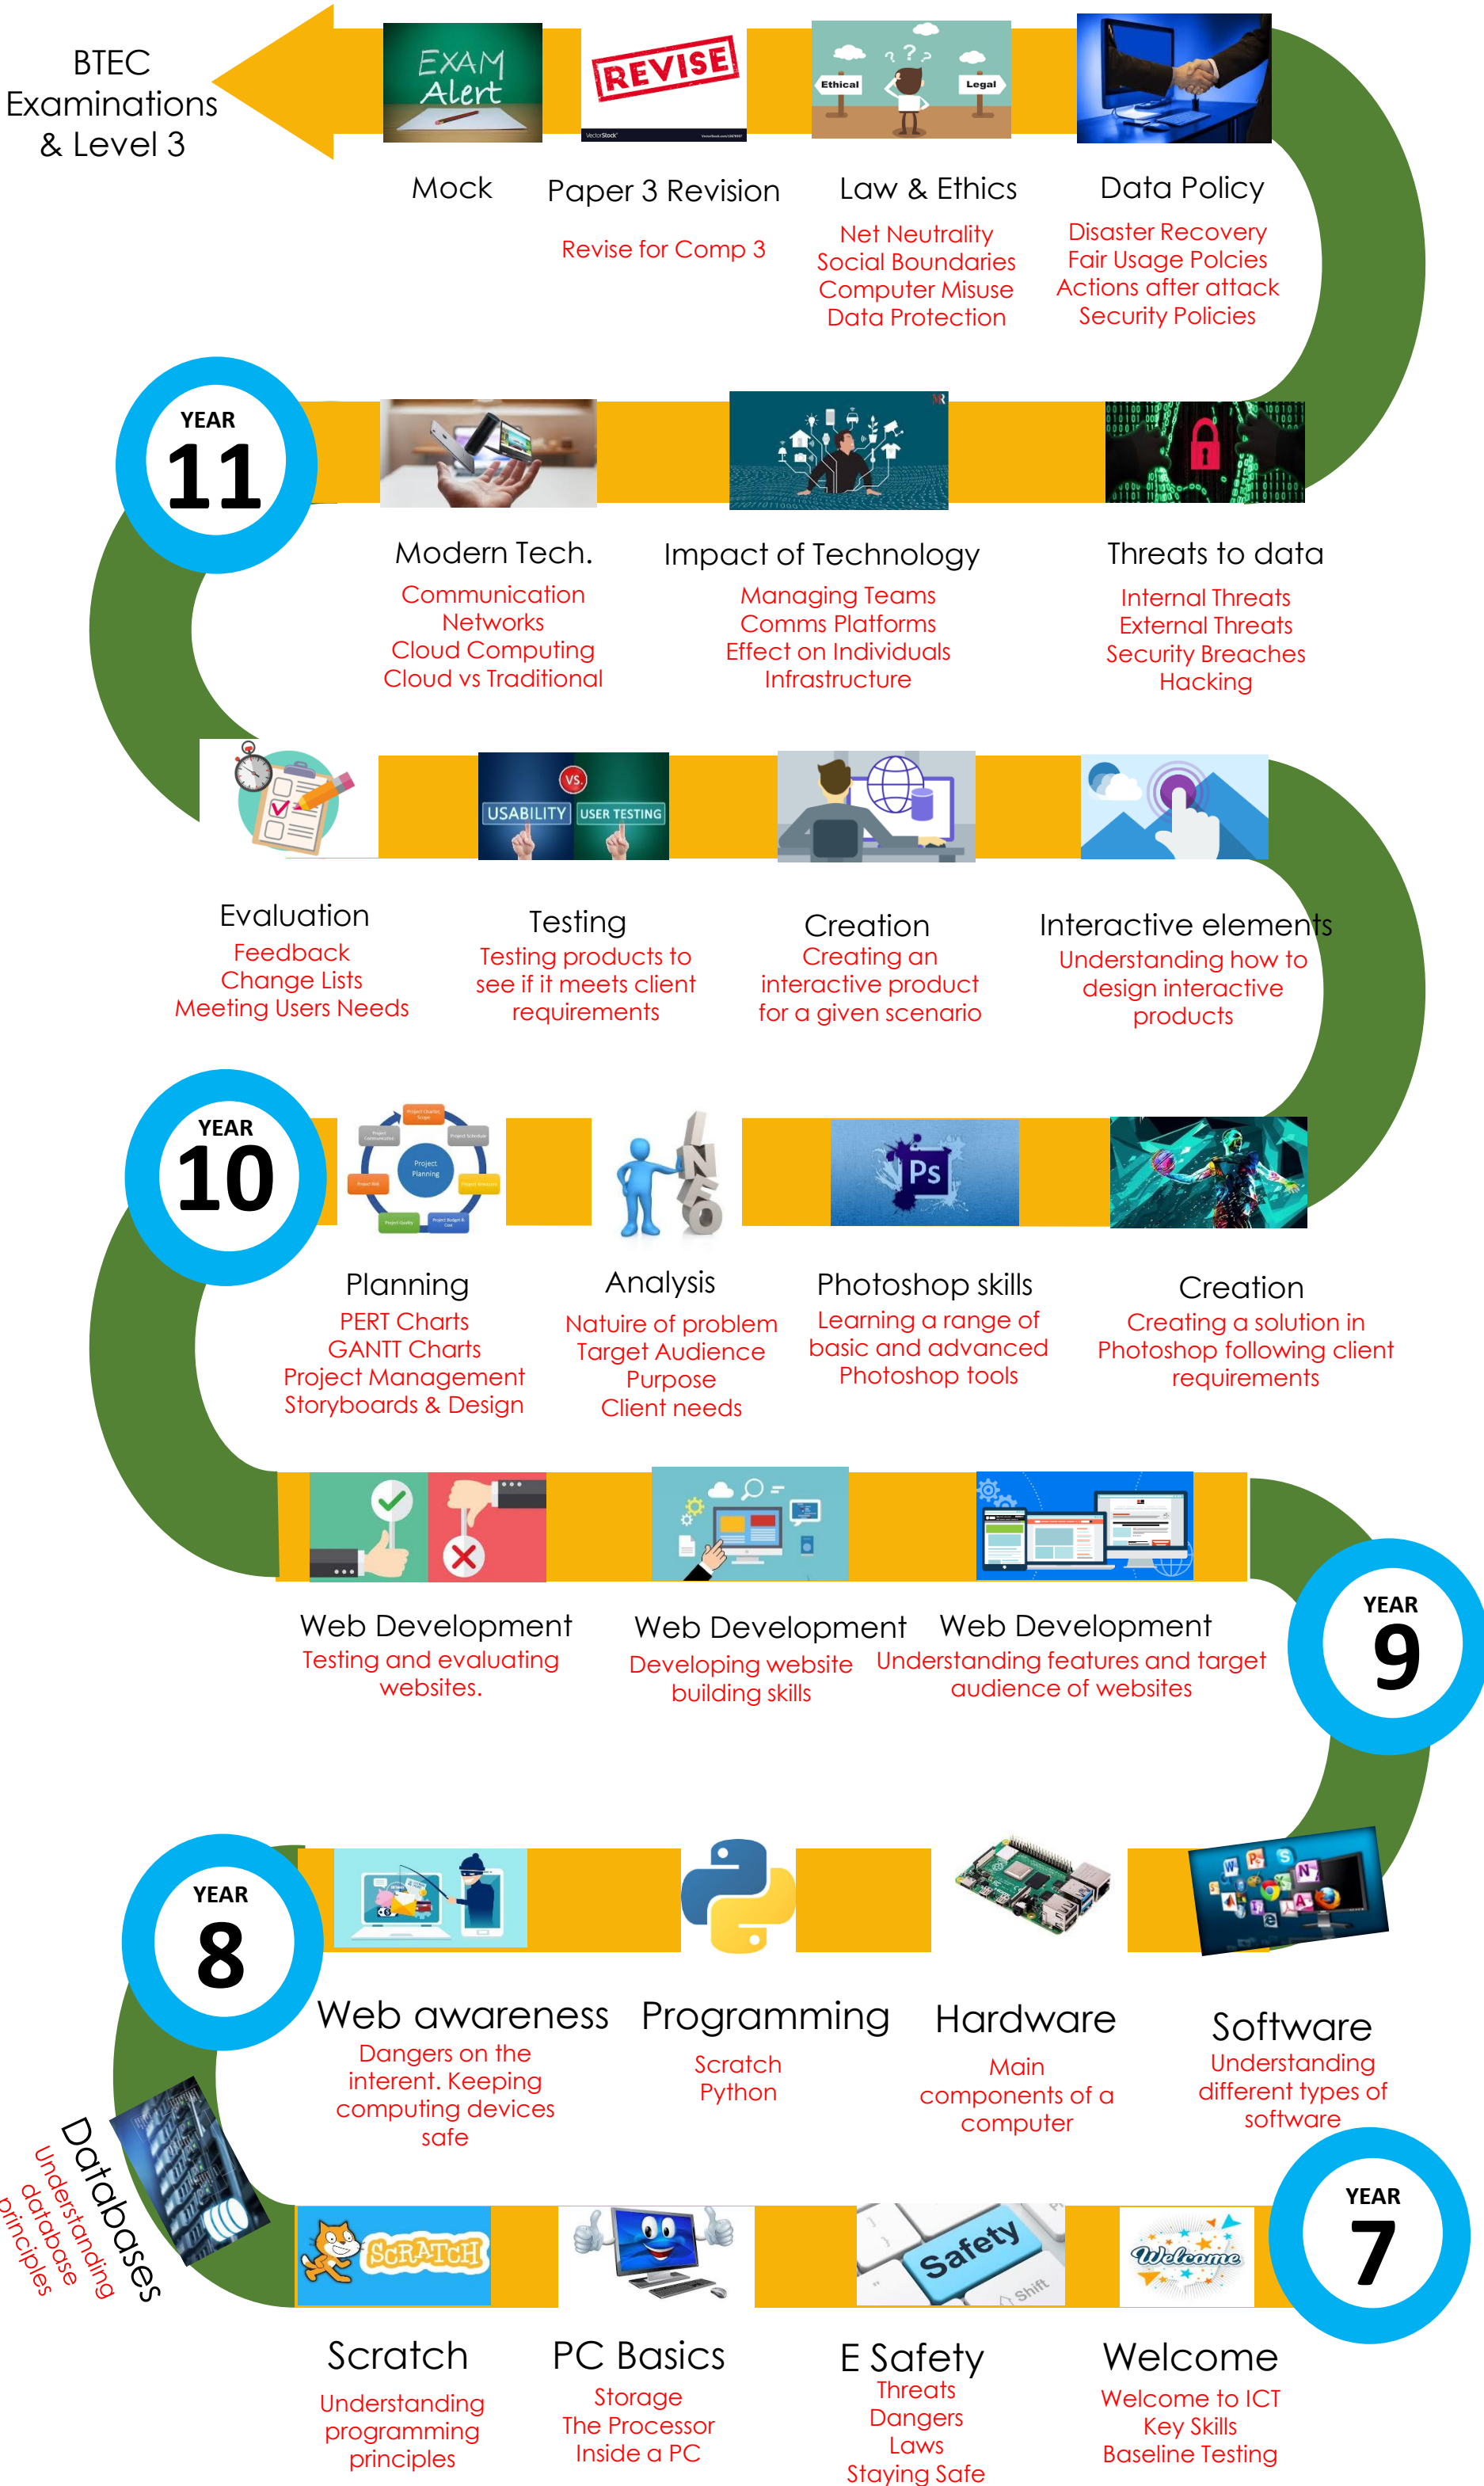 BTEC
Examinations
& Level 3
EXAM
Alert
REVISE
VectorStock
Ethical
? ? ?
Legal
Mock
Paper 3 Revision
Revise for Comp 3
Law & Ethics
Net Neutrality
Social Boundaries
Computer Misuse
Data Protection
Data Policy
Disaster Recovery
Fair Usage Polcies
Actions after attack
Security Policies
YEAR
11
MR
Modern Tech.
Communication
Networks
Cloud Computing
Cloud vs Traditional
Impact of Technology
Managing Teams
Comms Platforms
Effect on Individuals
Infrastructure
Threats to data
Internal Threats
External Threats
Security Breaches
Hacking
VS.
USABILITY
USER TESTING
Evaluation
Feedback
Change Lists
Meeting Users Needs
Testing
Testing products to
see if it meets client
requirements
Creation
Creating an
interactive product
for a given scenario
Interactive elements
Understanding how to
design interactive
products
YEAR
10
Project
Planning
INFO
Ps
Planning
PERT Charts
GANTT Charts
Project Management
Storyboards & Design
Analysis
Natuire of problem
Target Audience
Purpose
Client needs
Photoshop skills
Learning a range of
basic and advanced
Photoshop tools
Creation
Creating a solution in
Photoshop following client
requirements
Web Development
Testing and evaluating
websites.
Web Development
Developing website
building skills
Web Development
Understanding features and target
audience of websites
YEAR
9
YEAR
8
Web awareness
Dangers on the
interent. Keeping
computing devices
safe
Programming
Scratch
Python
Hardware
Main
components of a
computer
Software
Understanding
different types of
software
Databases
Understanding
database
principles
SCRATCH
Safety
Shift
Welcome
YEAR
7
Scratch
Understanding
programming
principles
PC Basics
Storage
The Processor
Inside a PC
E Safety
Threats
Dangers
Laws
Staying Safe
Welcome
Welcome to ICT
Key Skills
Baseline Testing